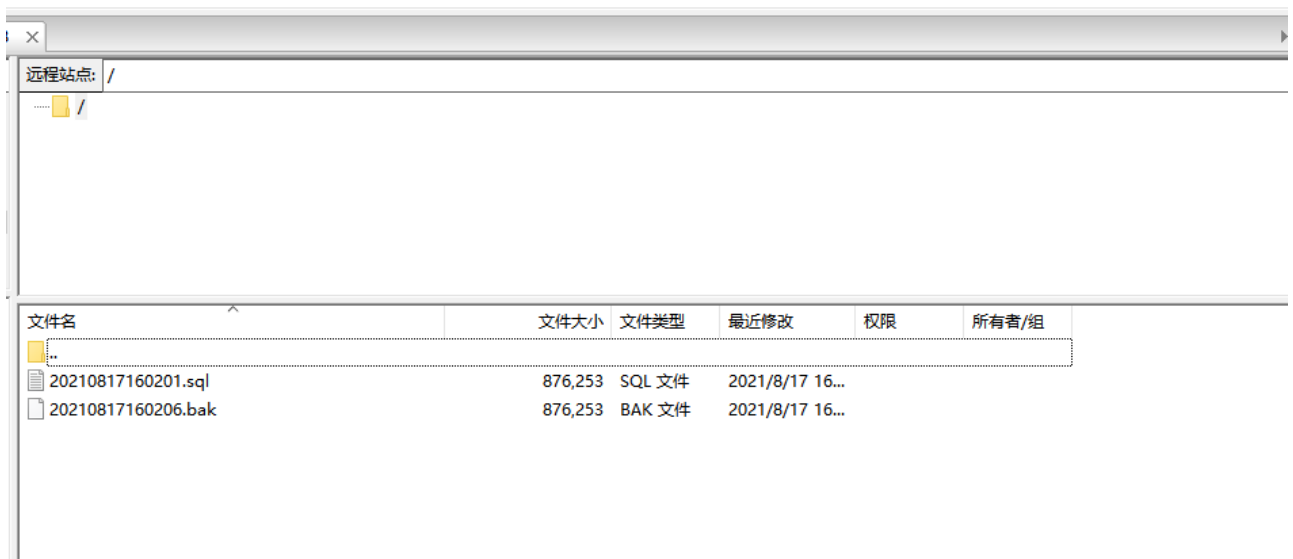 远程站点: /
/
文件名 文件大小 文件类型 最近修改 权限 所有者/组
..
20210817160201.sql 876,253 SQL 文件 2021/8/17 16...
20210817160206.bak 876,253 BAK 文件 2021/8/17 16...